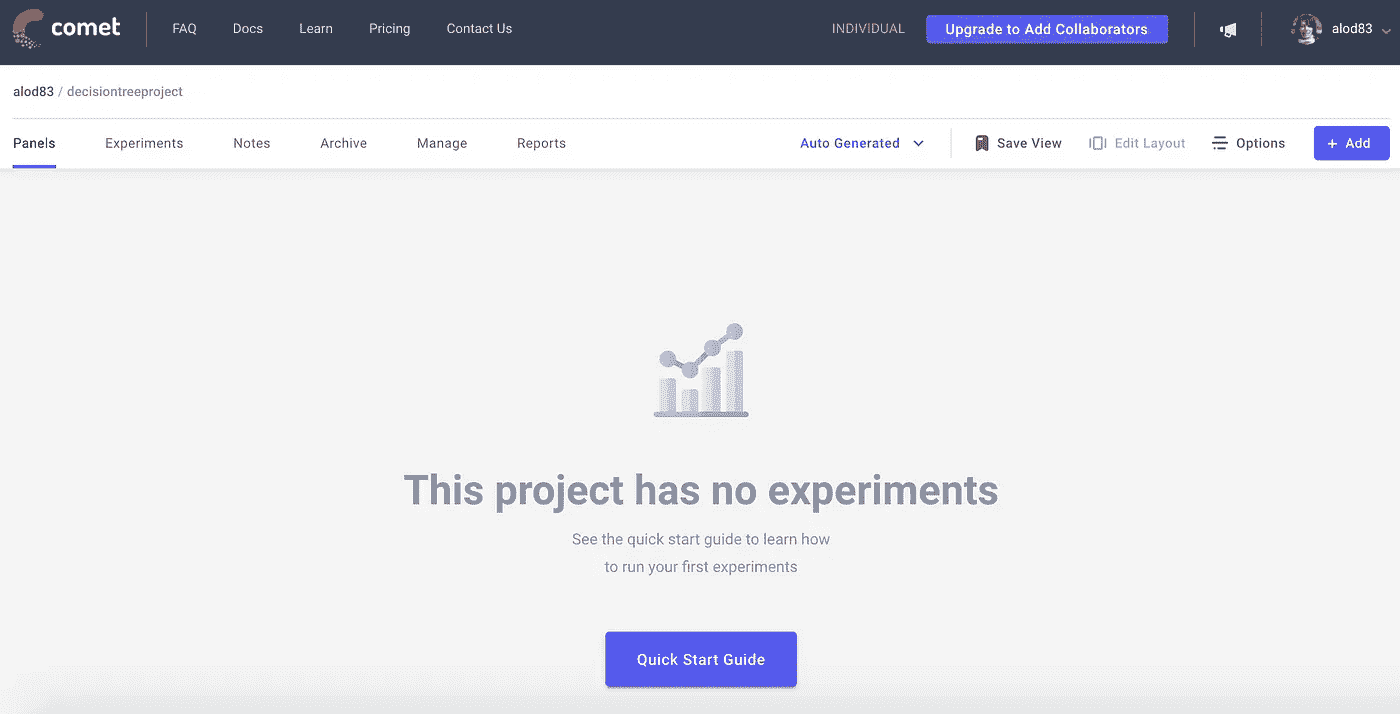 comet FAQ Docs Learn Pricing Contact Us INDIVIDUAL Upgrade to Add Collaborators alod83
alod83 / decisiontreeproject
Panels Experiments Notes Archive Manage Reports Auto Generated Save View Edit Layout Options + Add
This project has no experiments
See the quick start guide to learn how
to run your first experiments
Quick Start Guide